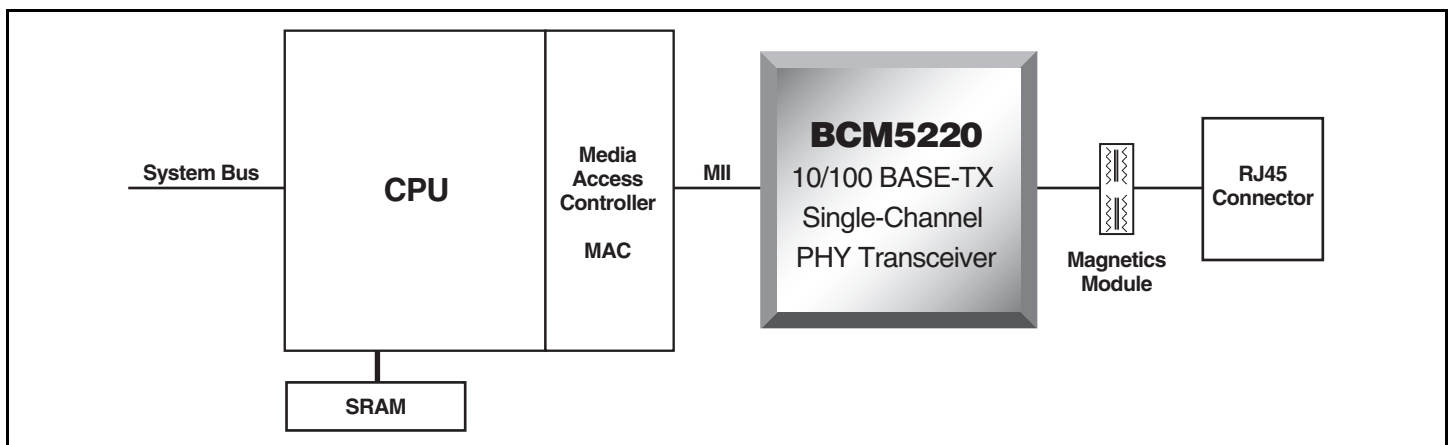 System Bus
CPU
Media
Access
Controller
MAC
SRAM
MII
BCM5220
10/100 BASE-TX
Single-Channel
PHY Transceiver
Magnetics
Module
RJ45
Connector